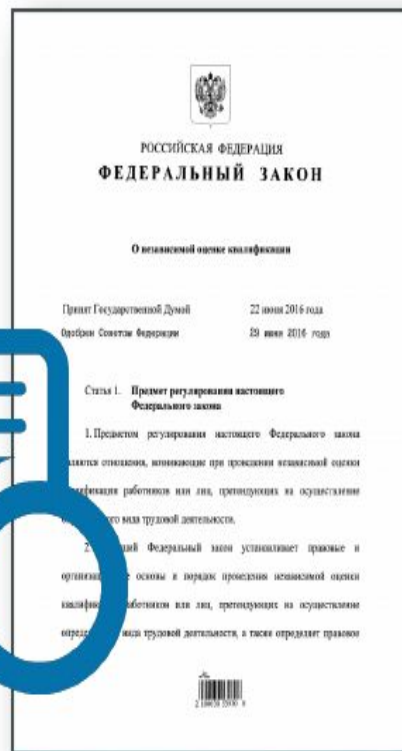 РОССИЙСКАЯ ФЕДЕРАЦИЯ
ФЕДЕРАЛЬНЫЙ ЗАКОН
О независимой оценке квалификации
Принят Государственной Думой 22 июня 2016 года
Одобрен Советом Федерации 29 июня 2016 года
Статья 1. Предмет регулирования настоящего
Федерального закона
1. Предметом регулирования настоящего Федерального закона
являются отношения, возникающие при проведении независимой оценки
квалификации работников или лиц, претендующих на осуществление
вида трудовой деятельности.
2. Федеральный закон устанавливает правовые и
основы и порядок проведения независимой оценки
работников или лиц, претендующих на осуществление
вида трудовой деятельности, а также определяет правовое